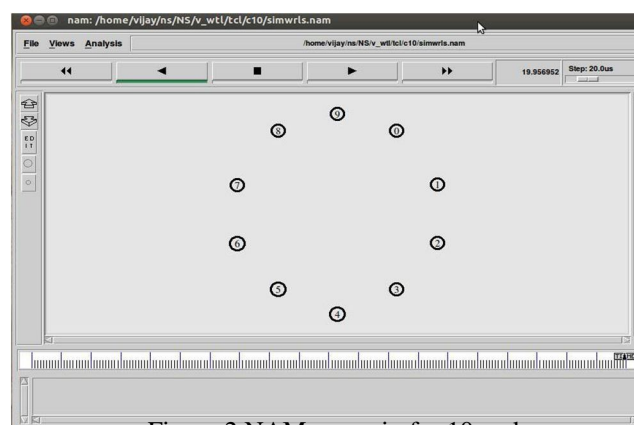 nam: /home/vijay/ns/NS/v_wtl/tcl/c10/simwrls.nam
File Views Analysis /home/vijay/ns/NS/v_wtl/tcl/c10/simwrls.nam
19.956952 Step: 20.0us
ED
IT
9
8
0
7
1
6
2
5
3
4